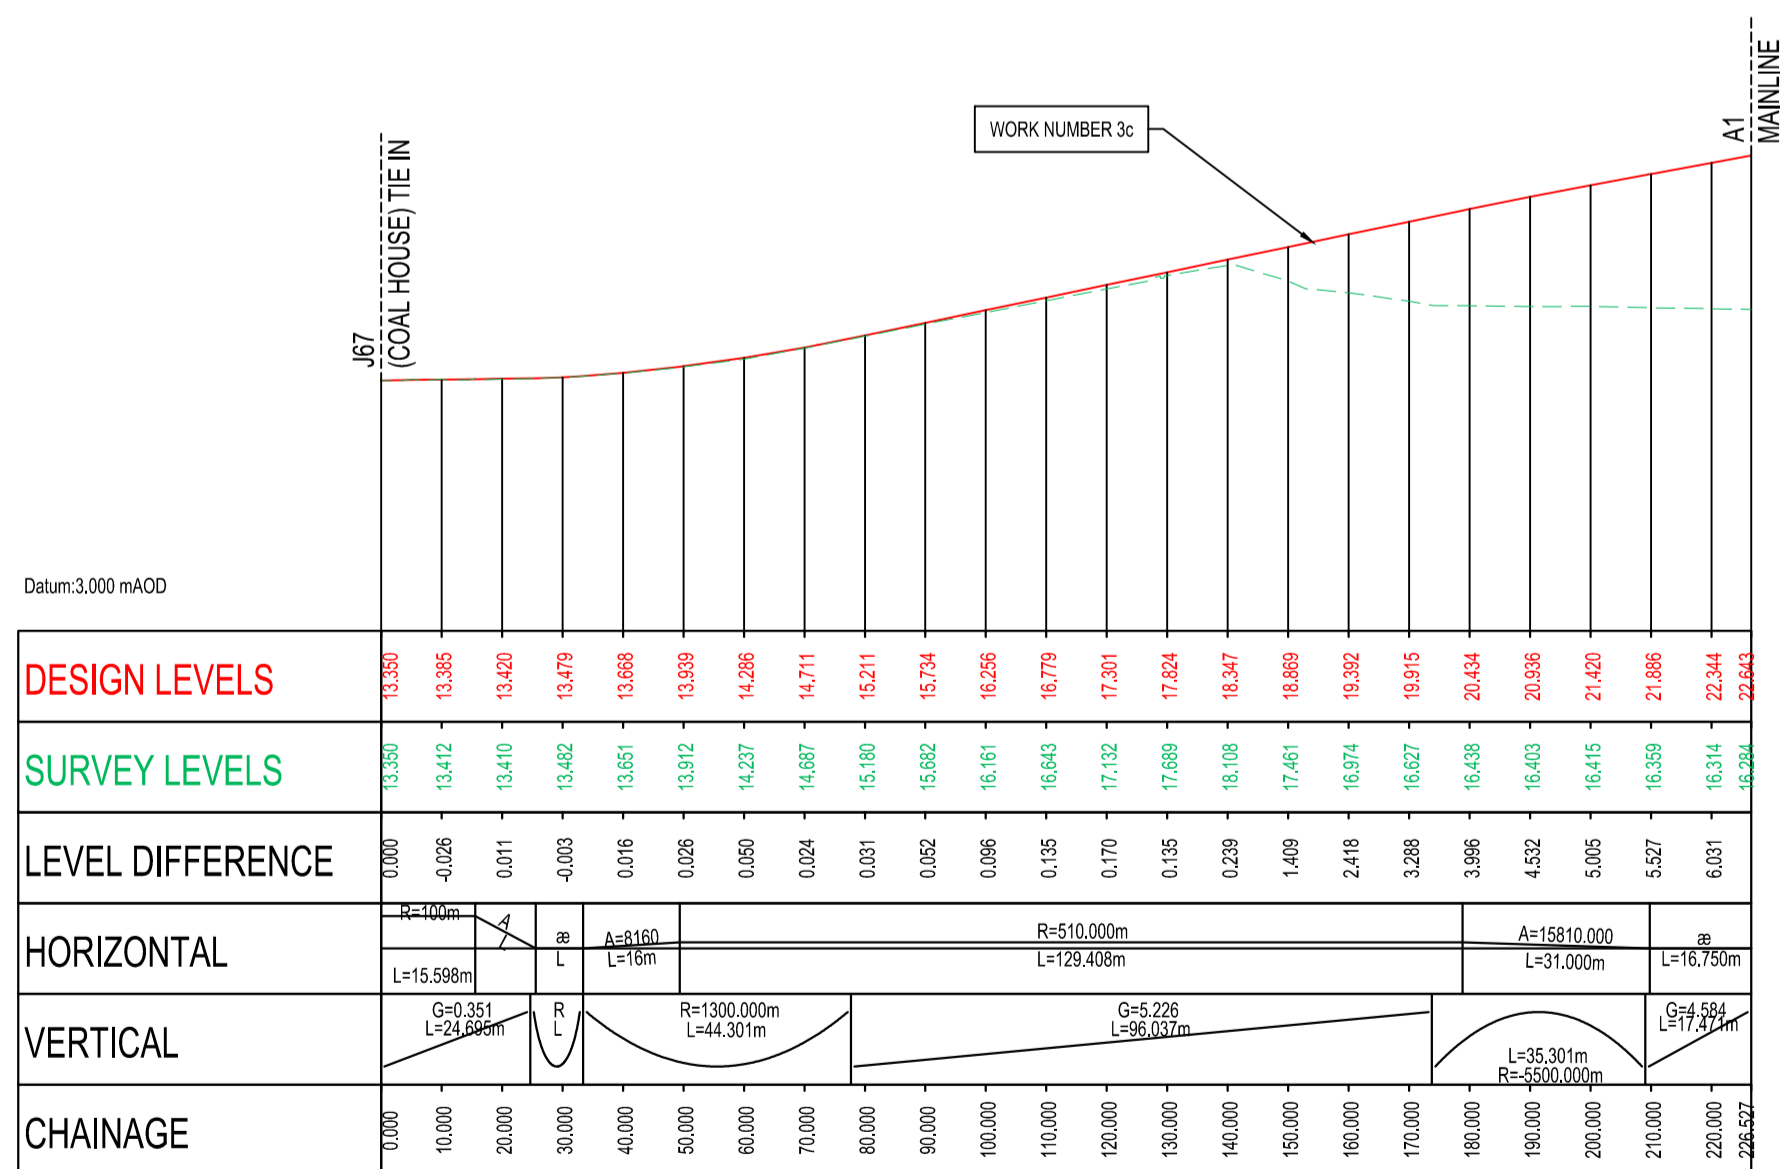 A1
MAINLINE
WORK NUMBER 3c
J67
(COAL HOUSE) TIE IN
Datum:3.000 mAOD
DESIGN LEVELS 13.350 13.385 13.420 13.479 13.668 13.939 14.286 14.711 15.211 15.734 16.256 16.779 17.301 17.824 18.347 18.869 19.392 19.915 20.434 20.936 21.420 21.886 22.344 22.643
SURVEY LEVELS 13.350 13.412 13.410 13.482 13.651 13.912 14.237 14.687 15.180 15.682 16.161 16.643 17.132 17.689 18.108 17.461 16.974 16.627 16.438 16.403 16.415 16.359 16.314 16.284
LEVEL DIFFERENCE 0.000 -0.026 0.011 -0.003 0.016 0.026 0.050 0.024 0.031 0.052 0.096 0.135 0.170 0.135 0.239 1.409 2.418 3.288 3.996 4.532 5.005 5.527 6.031
HORIZONTAL
R=100m A æ A=8160 R=510.000m A=15810.000 æ
L=15.598m L L L=16m L=129.408m L=31.000m L=16.750m
VERTICAL
G=0.351 R R=1300.000m G=5.226 L=35.301m G=4.584
L=24.695m L L=44.301m L=96.037m R=-5500.000m L=17.471m
CHAINAGE 0.000 10.000 20.000 30.000 40.000 50.000 60.000 70.000 80.000 90.000 100.000 110.000 120.000 130.000 140.000 150.000 160.000 170.000 180.000 190.000 200.000 210.000 220.000 226.527